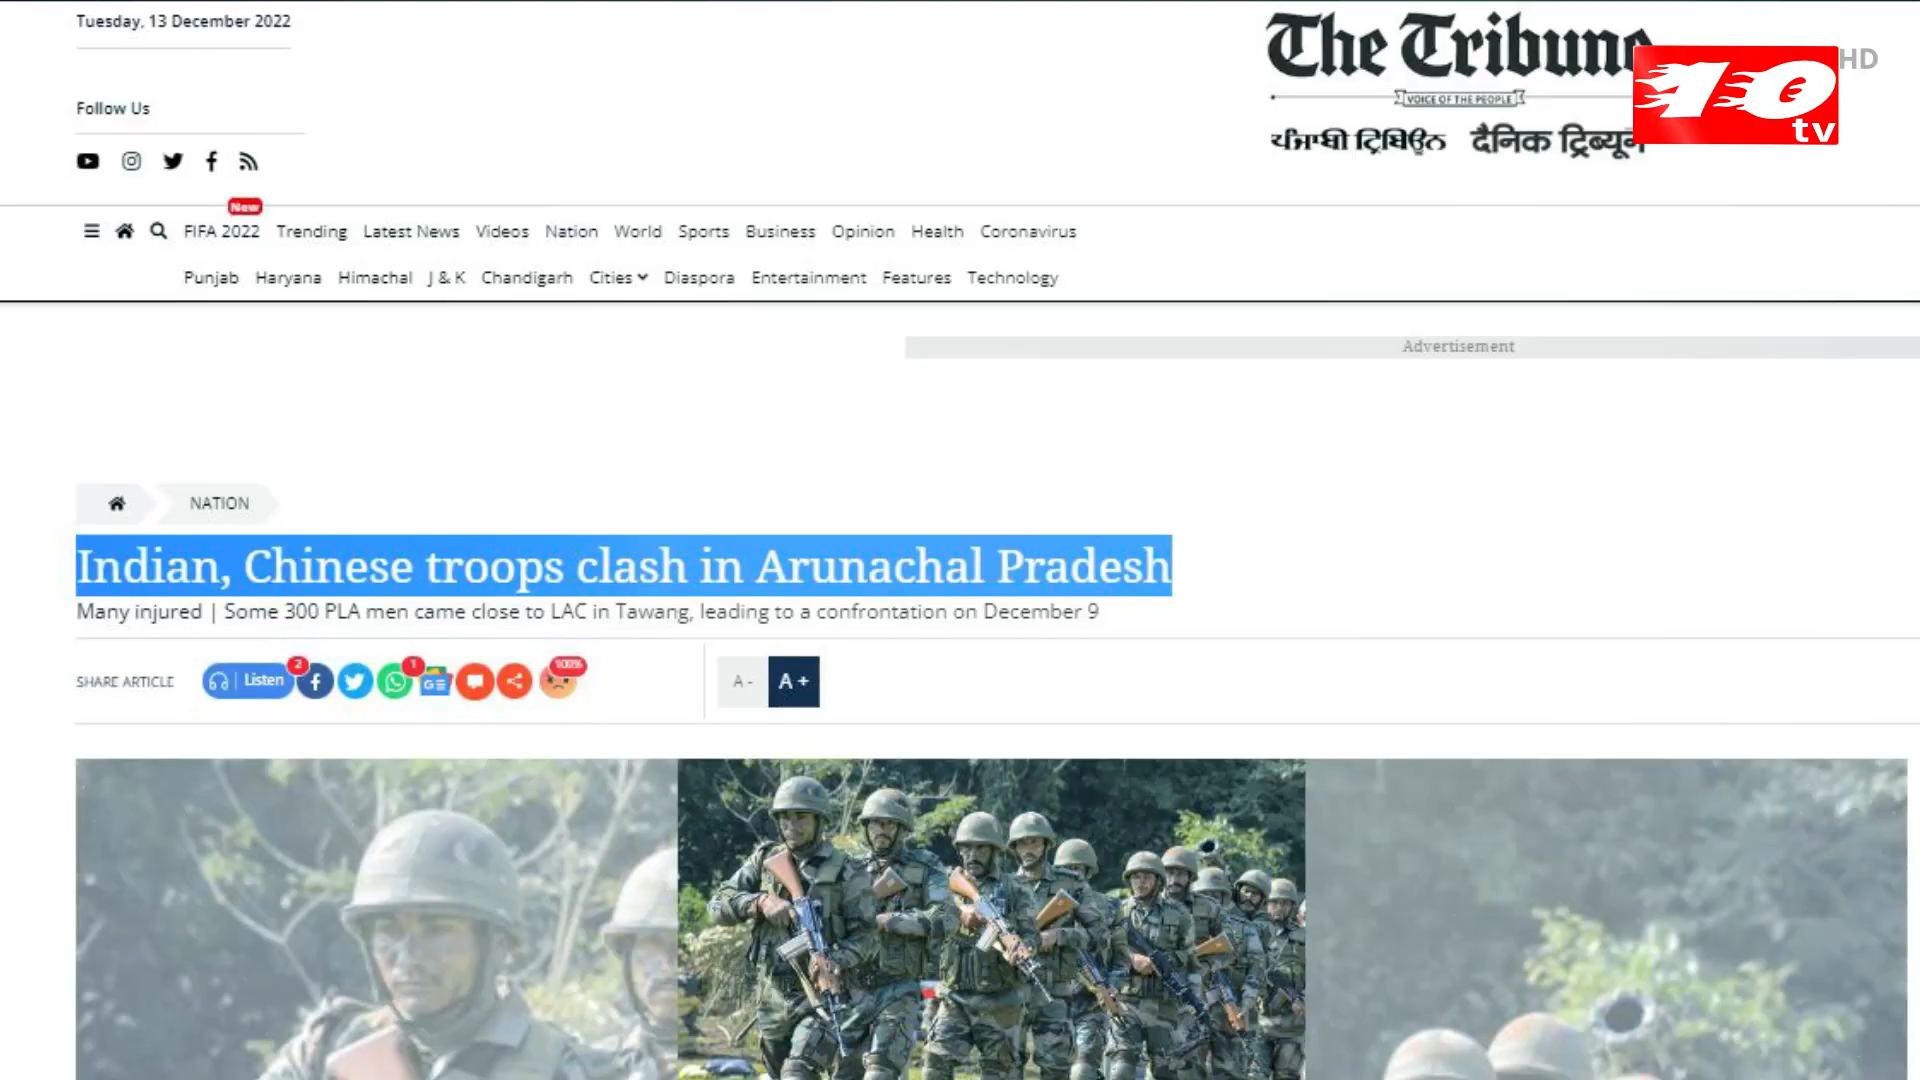 Tuesday, 13 December 2022
The Tribune
HD
10
tv
VOICE OF THE PEOPLE
Follow Us
ਪੰਜਾਬੀ ਟ੍ਰਿਬਿਊਨ दैनिक ट्रिब्यून
New
FIFA 2022 Trending Latest News Videos Nation World Sports Business Opinion Health Coronavirus
Punjab Haryana Himachal J & K Chandigarh Cities Diaspora Entertainment Features Technology
Advertisement
NATION
Indian, Chinese troops clash in Arunachal Pradesh
Many injured | Some 300 PLA men came close to LAC in Tawang, leading to a confrontation on December 9
SHARE ARTICLE Listen 2 1 GE 100% A - A +